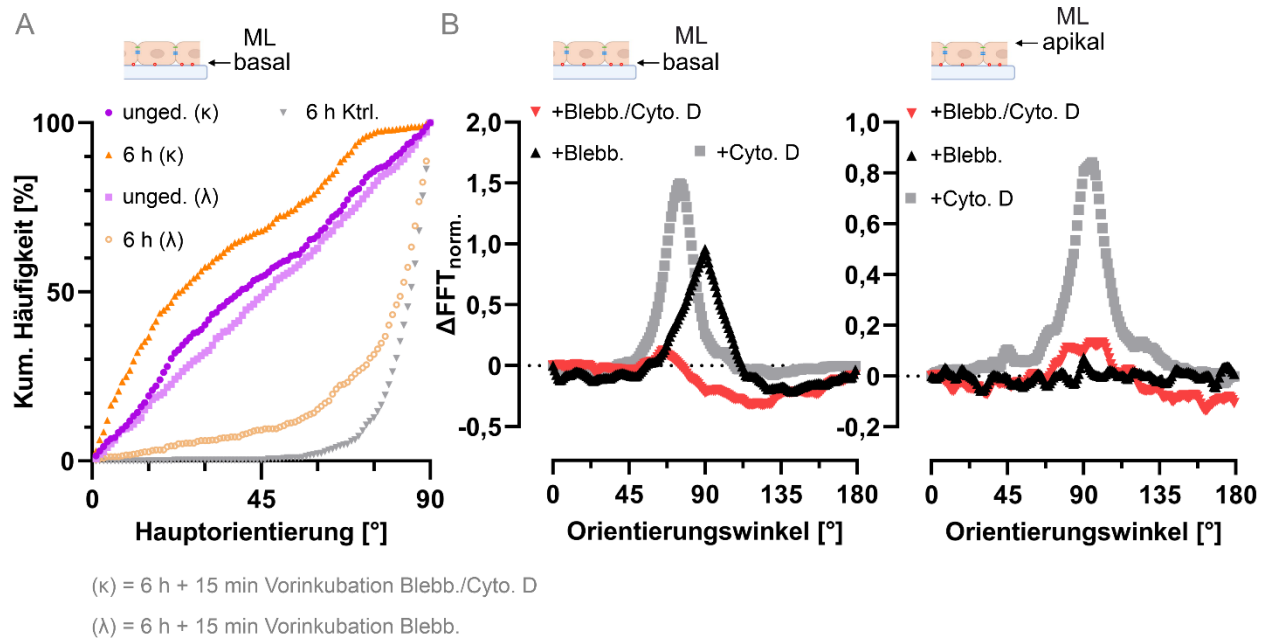 A
ML
basal
unged. (κ)
6 h Ktrl.
6 h (κ)
unged. (λ)
6 h (λ)
100
50
0
Kum. Häufigkeit [%]
0
45
90
Hauptorientierung [°]
(κ) = 6 h + 15 min Vorinkubation Blebb./Cyto. D
(λ) = 6 h + 15 min Vorinkubation Blebb.
B
ML
basal
+Blebb./Cyto. D
+Blebb.
+Cyto. D
2,0
1,5
1,0
0,5
0
-0,5
ΔFFTnorm.
0
45
90
135
180
Orientierungswinkel [°]
ML
apikal
+Blebb./Cyto. D
+Blebb.
+Cyto. D
1,0
0,8
0,6
0,4
0,2
0
-0,2
0
45
90
135
180
Orientierungswinkel [°]